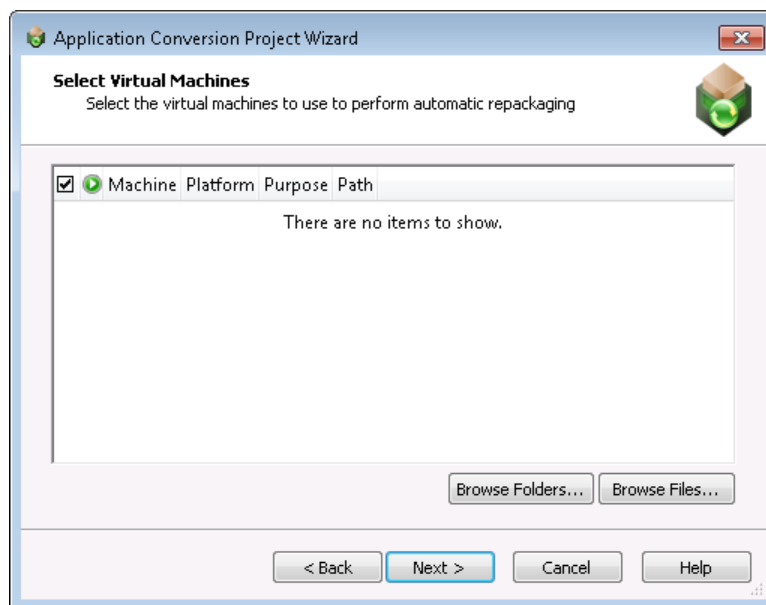 Application Conversion Project Wizard
Select Virtual Machines
Select the virtual machines to use to perform automatic repackaging
Machine Platform Purpose Path
There are no items to show.
Browse Folders... Browse Files...
< Back Next > Cancel Help